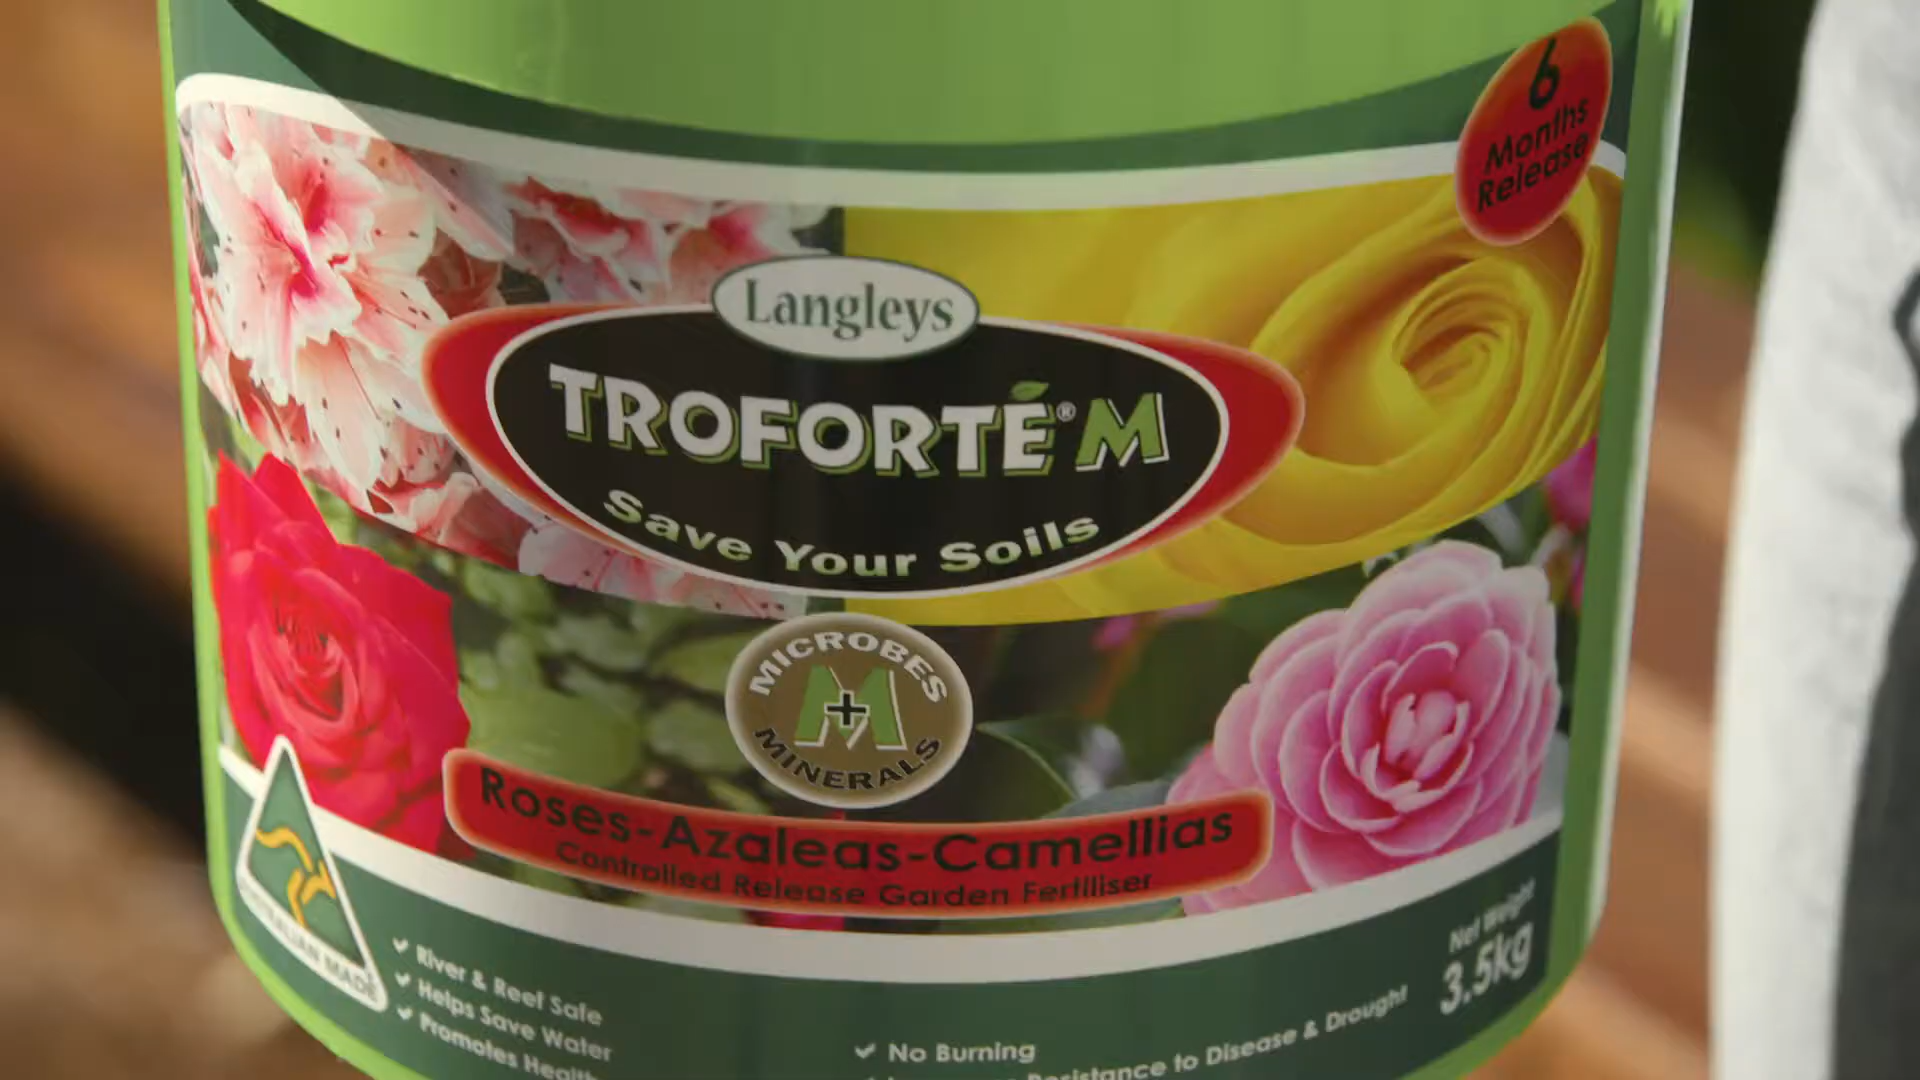 6
Months
Release
Langleys
TROFORTÉ® M
Save Your Soils
MICROBES
M+
MINERALS
Roses-Azaleas-Camellias
Controlled Release Garden Fertiliser
AUSTRALIAN MADE
✓ River & Reef Safe
✓ Helps Save Water
✓ Promotes
✓ No Burning
Resistance to Disease & Drought
Net Weight
3.5kg